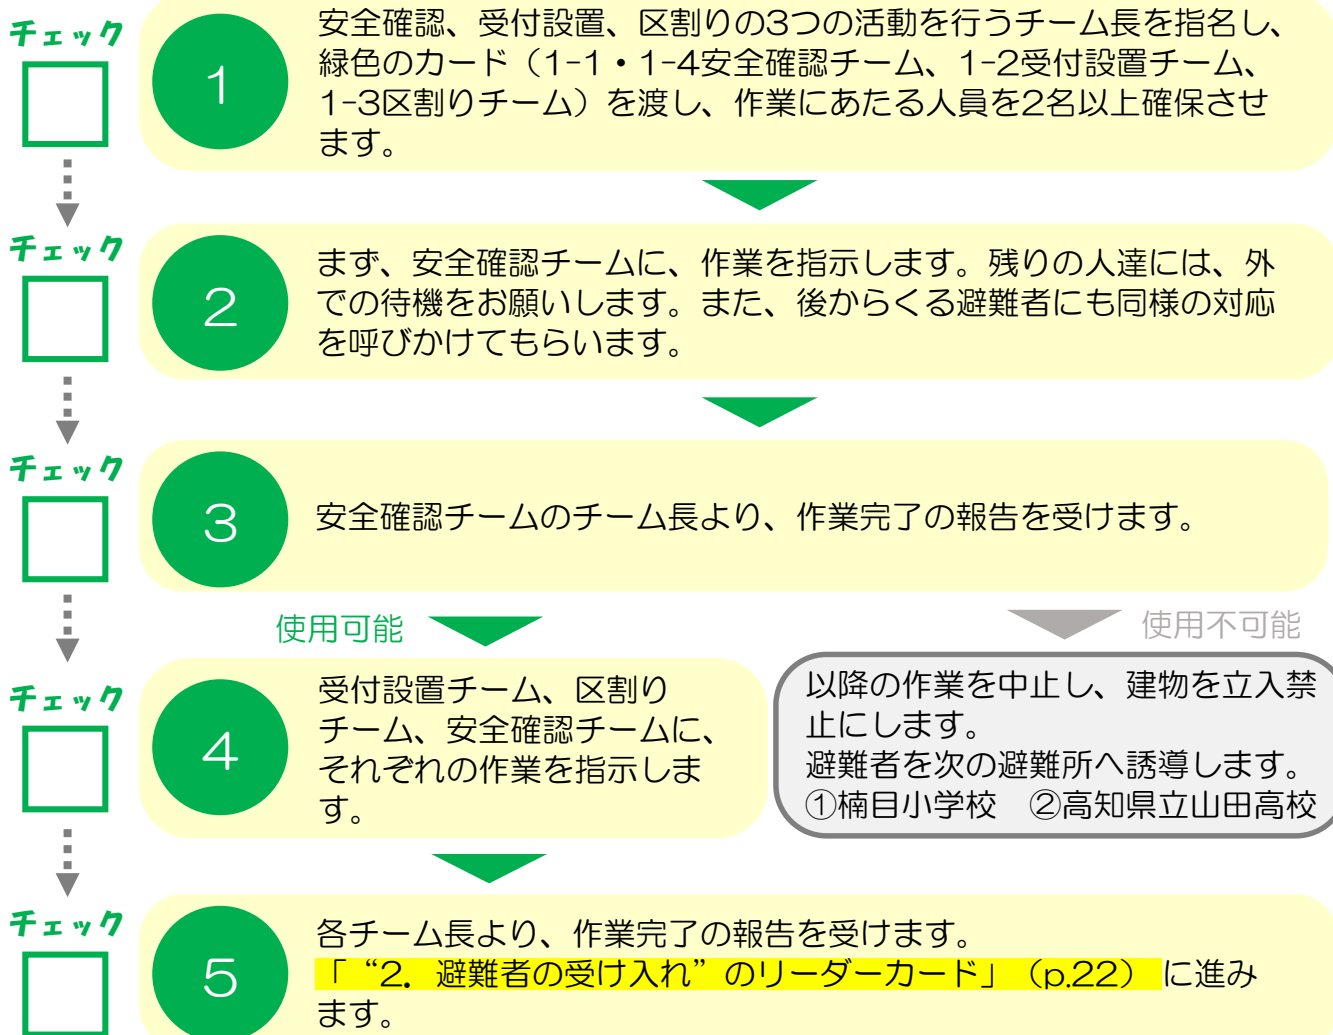 チェック
1
安全確認、受付設置、区割りの3つの活動を行うチーム長を指名し、
緑色のカード（1-1・1-4安全確認チーム、1-2受付設置チーム、
1-3区割りチーム）を渡し、作業にあたる人員を2名以上確保させ
ます。
チェック
2
まず、安全確認チームに、作業を指示します。残りの人達には、外
での待機をお願いします。また、後からくる避難者にも同様の対応
を呼びかけてもらいます。
チェック
3
安全確認チームのチーム長より、作業完了の報告を受けます。
使用可能
使用不可能
チェック
4
受付設置チーム、区割り
チーム、安全確認チームに、
それぞれの作業を指示しま
す。
以降の作業を中止し、建物を立入禁
止にします。
避難者を次の避難所へ誘導します。
①楠目小学校　②高知県立山田高校
チェック
5
各チーム長より、作業完了の報告を受けます。
「“2．避難者の受け入れ”のリーダーカード」（p.22）に進み
ます。